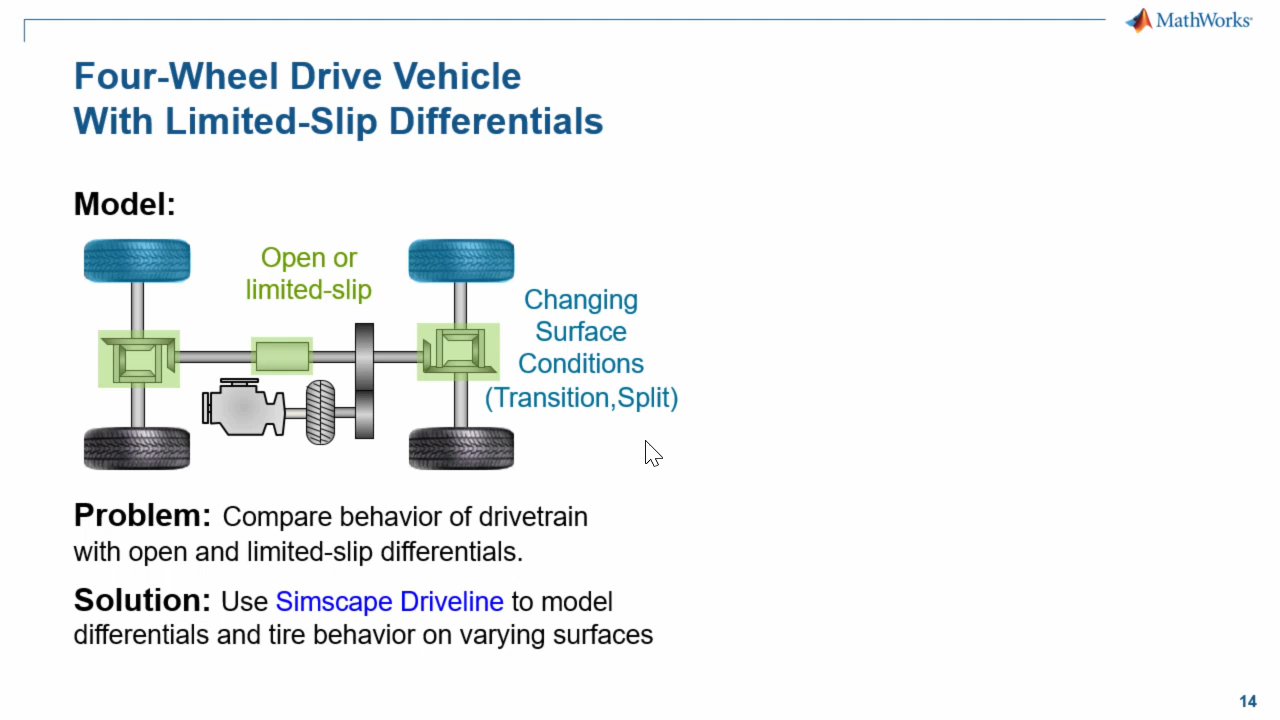 MathWorks
Four-Wheel Drive Vehicle
With Limited-Slip Differentials
Model:
Open or
limited-slip
Changing
Surface
Conditions
(Transition,Split)
Problem: Compare behavior of drivetrain
with open and limited-slip differentials.
Solution: Use Simscape Driveline to model
differentials and tire behavior on varying surfaces
14